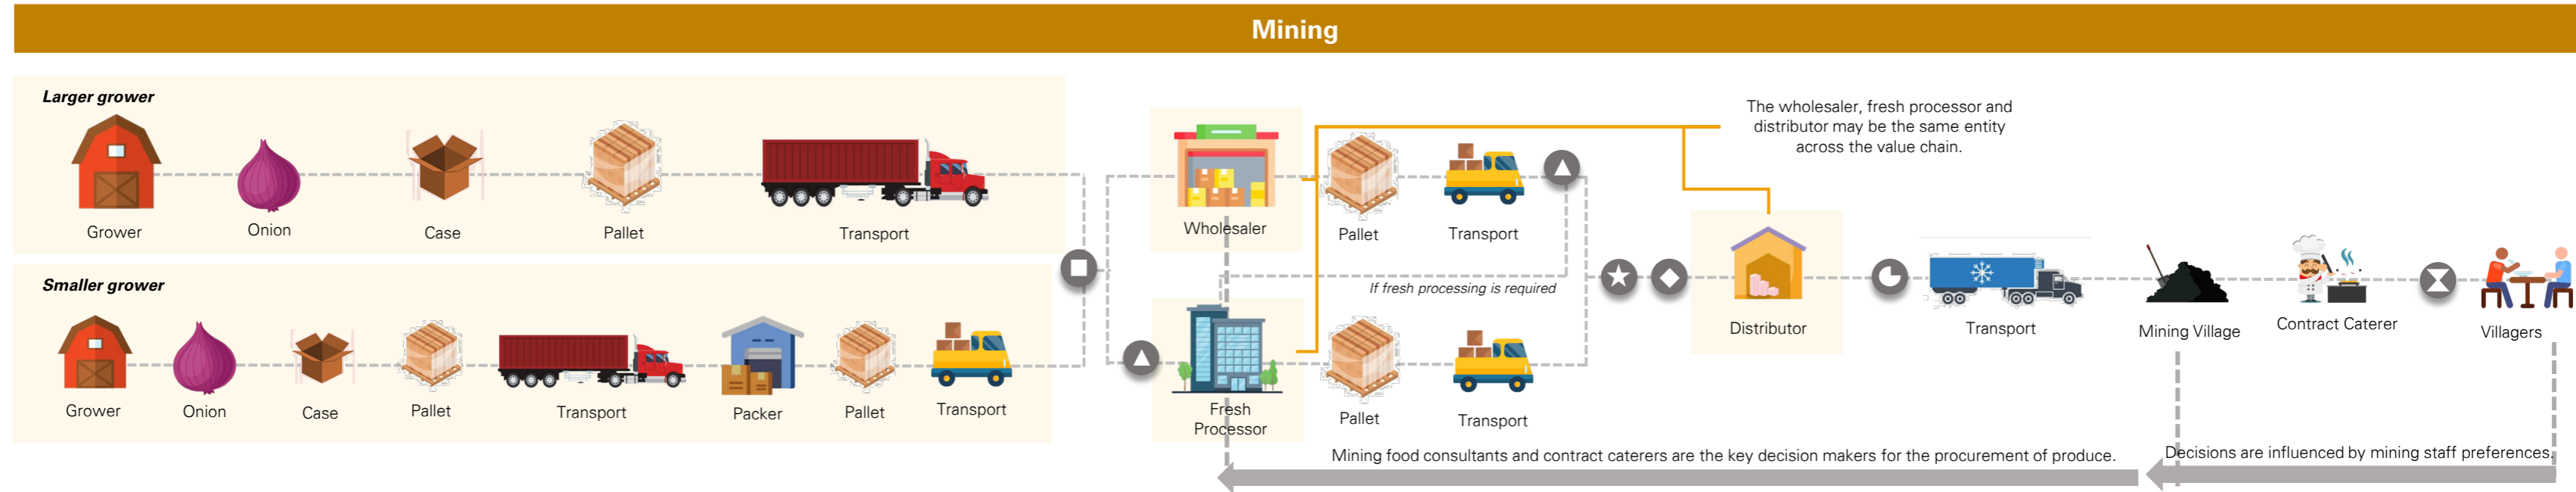 Mining
Larger grower
Grower
Onion
Case
Pallet
Transport
Smaller grower
Grower
Onion
Case
Pallet
Transport
Packer
Pallet
Transport
Wholesaler
Pallet
Transport
The wholesaler, fresh processor and
distributor may be the same entity
across the value chain.
If fresh processing is required
Fresh
Processor
Pallet
Transport
Distributor
Transport
Mining Village
Contract Caterer
Villagers
Mining food consultants and contract caterers are the key decision makers for the procurement of produce.
Decisions are influenced by mining staff preferences.